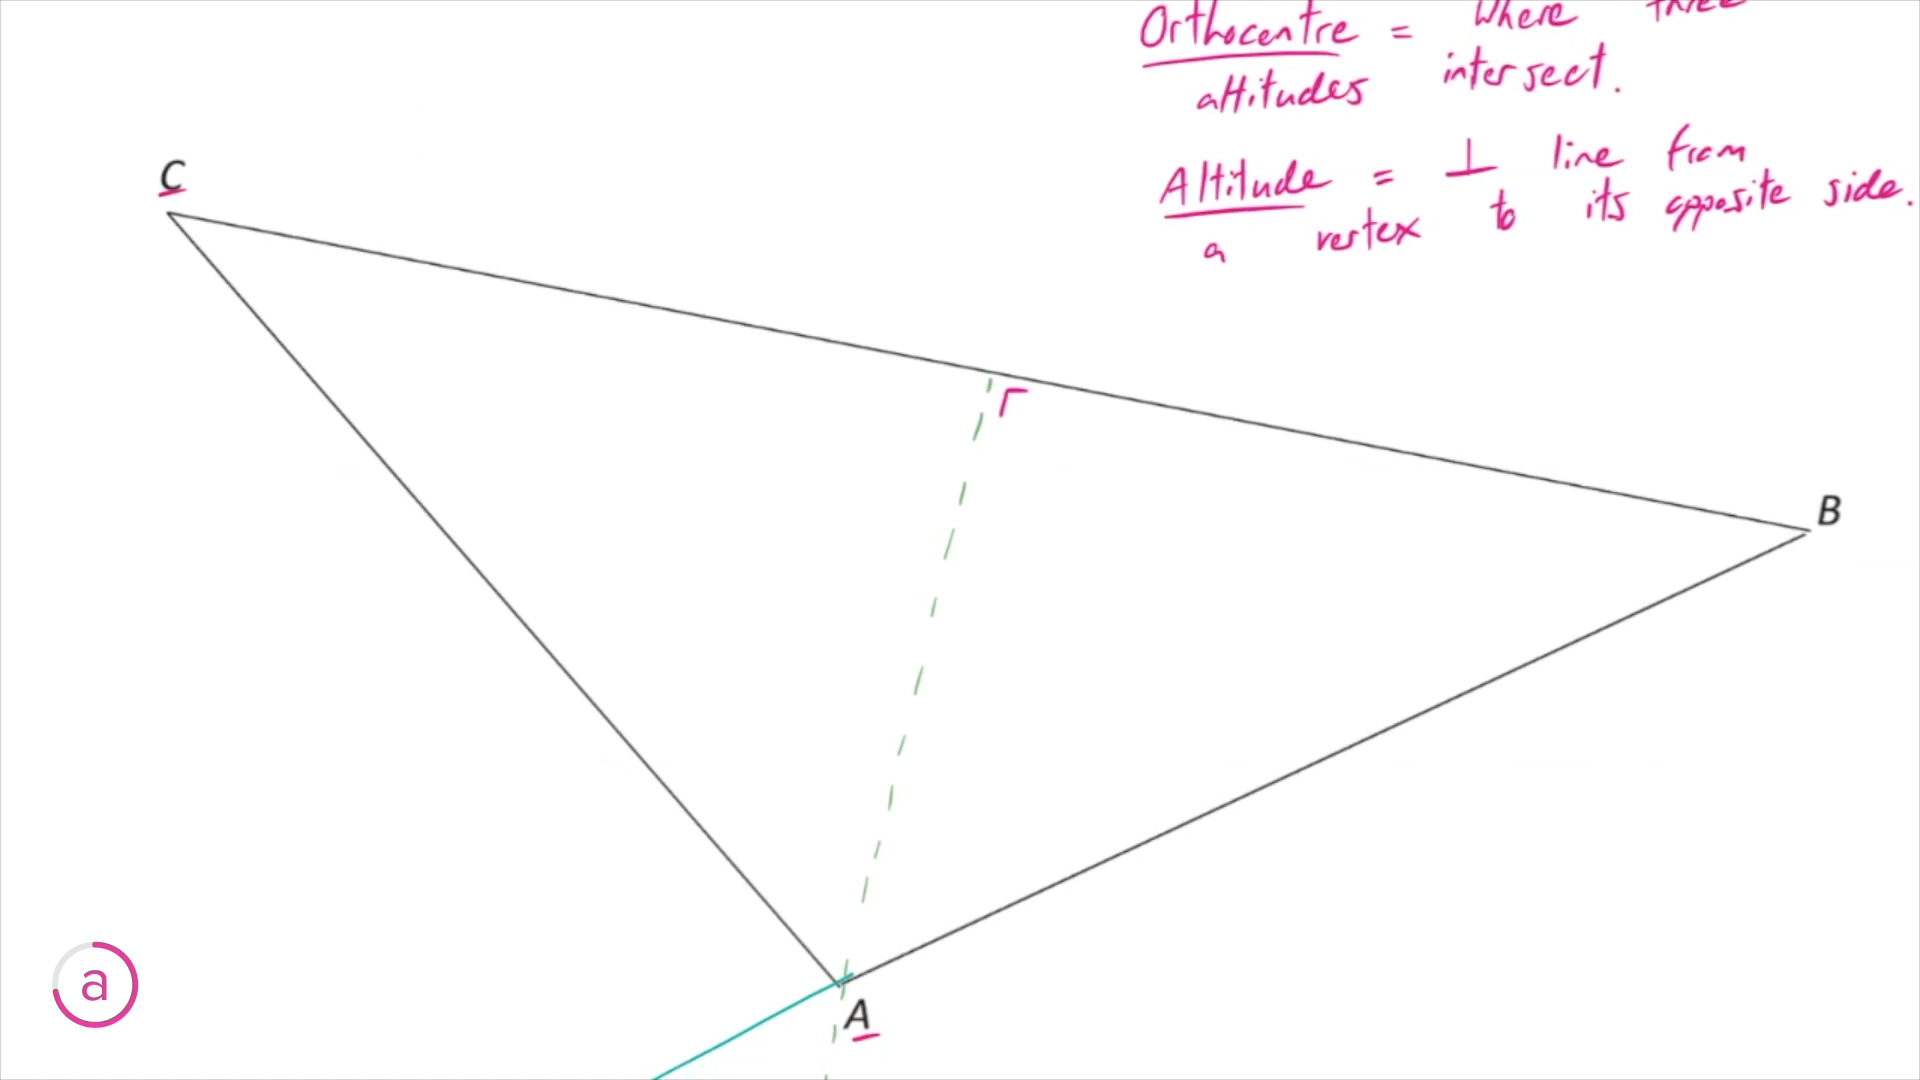 Orthocentre = Where three
altitudes intersect.
Altitude = ⊥ line from
a vertex to its opposite side.
C
B
A
a